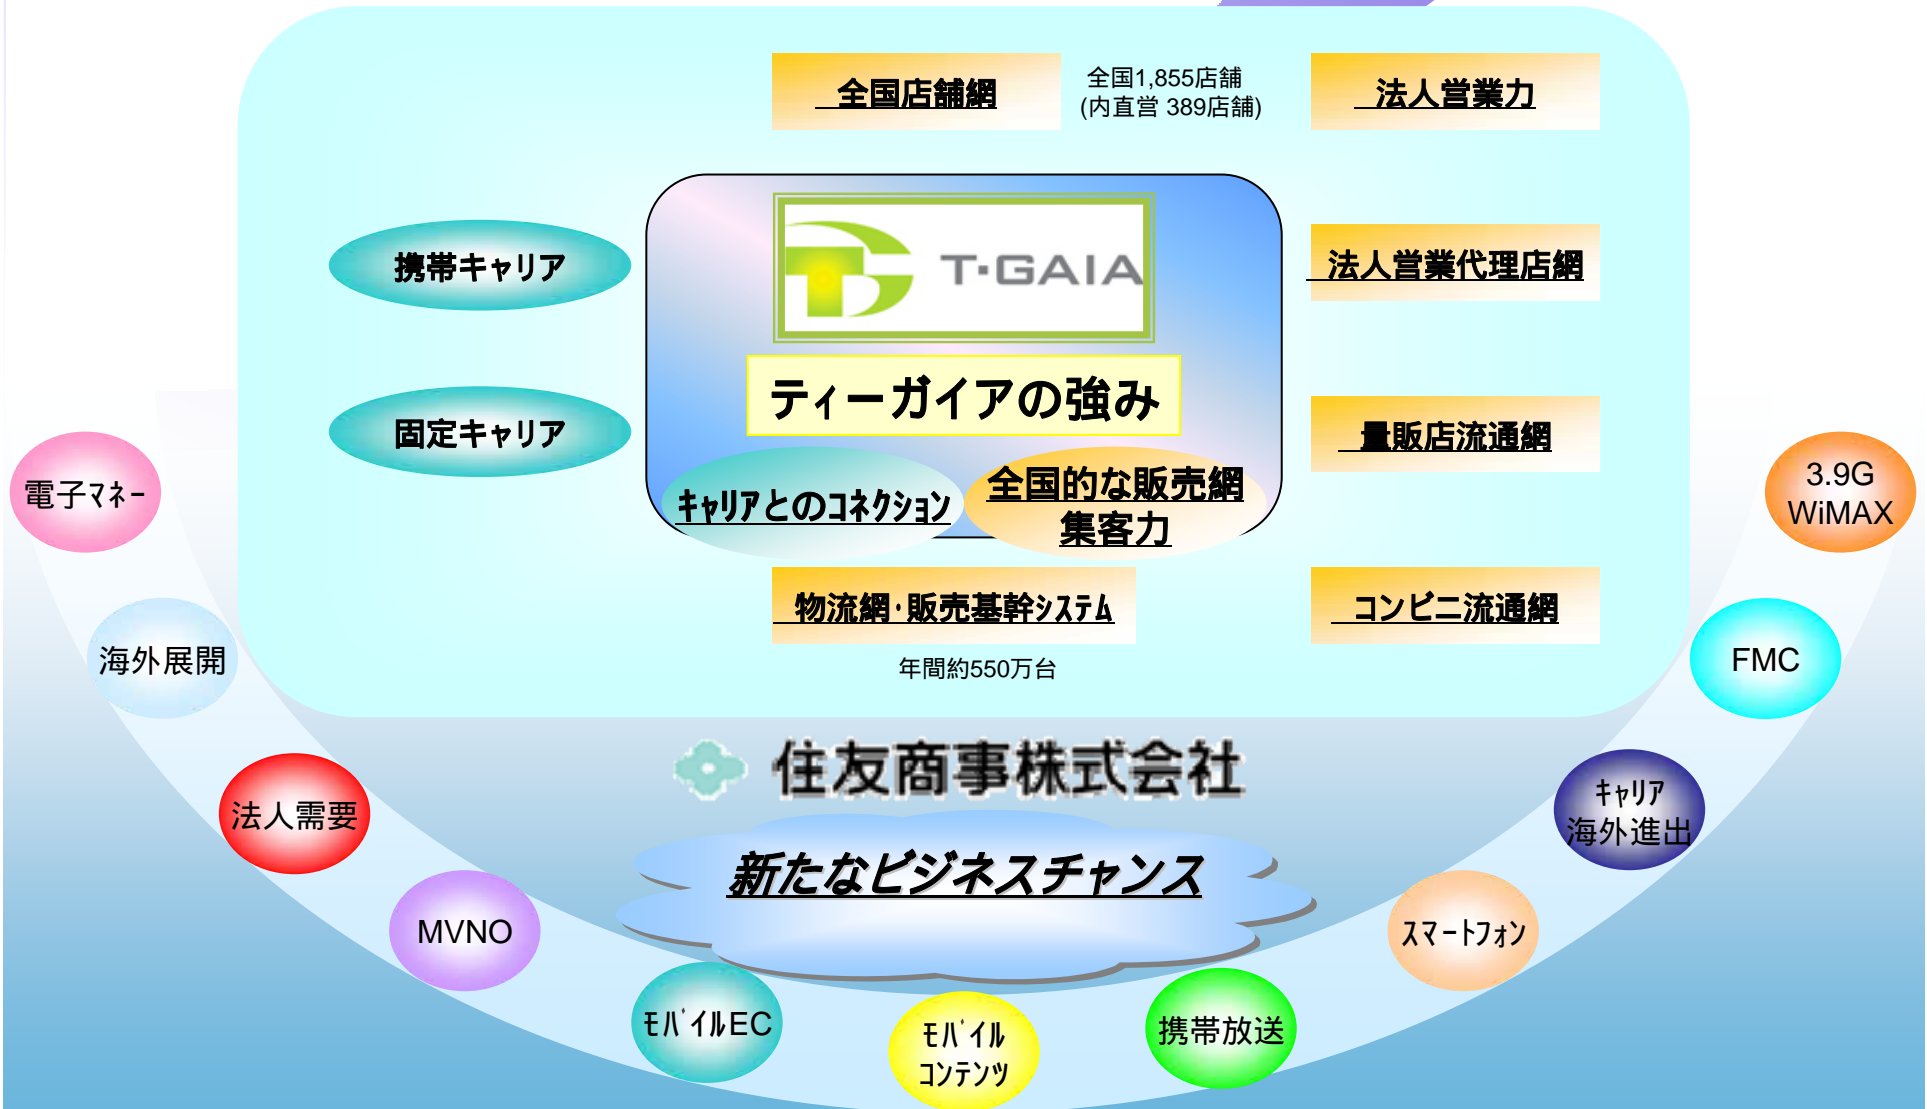 全国店舗網
全国1,855店舗
(内直営 389店舗)
法人営業力
T·GAIA
携帯キャリア
法人営業代理店網
ティーガイアの強み
固定キャリア
量販店流通網
キャリアとのコネクション
全国的な販売網
集客力
電子マネー
3.9G
WiMAX
物流網・販売基幹システム
コンビニ流通網
年間約550万台
海外展開
FMC
住友商事株式会社
法人需要
キャリア
海外進出
新たなビジネスチャンス
MVNO
スマートフォン
モバイルEC
モバイル
コンテンツ
携帯放送